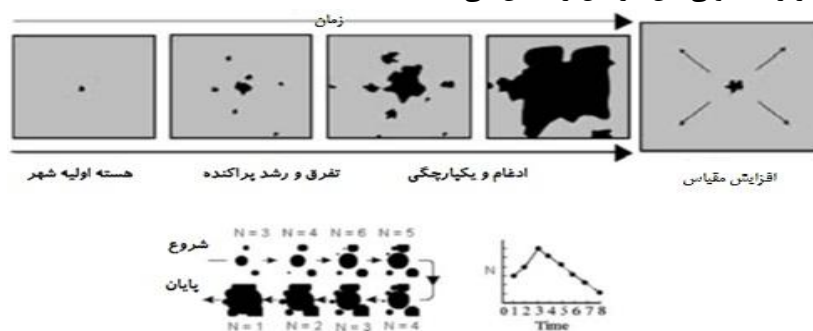 زمان
هسته اولیه شهر
تفرق و رشد پراکنده
ادغام و یکپارچگی
افزایش مقیاس
N = 3 N = 4 N = 6 N = 5
شروع
پایان
N = 1 N = 2 N = 3 N = 4
N
0 1 2 3 4 5 6 7 8
Time